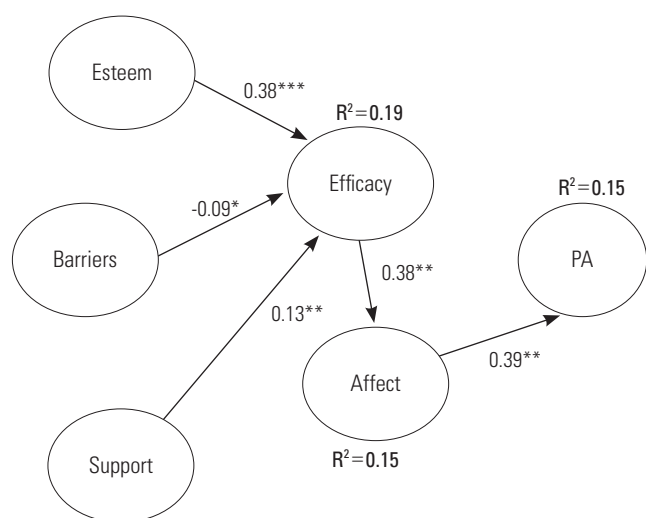 Esteem
0.38***
R²=0.19
Efficacy
-0.09*
R²=0.15
Barriers
PA
0.38**
0.13**
0.39**
Affect
R²=0.15
Support